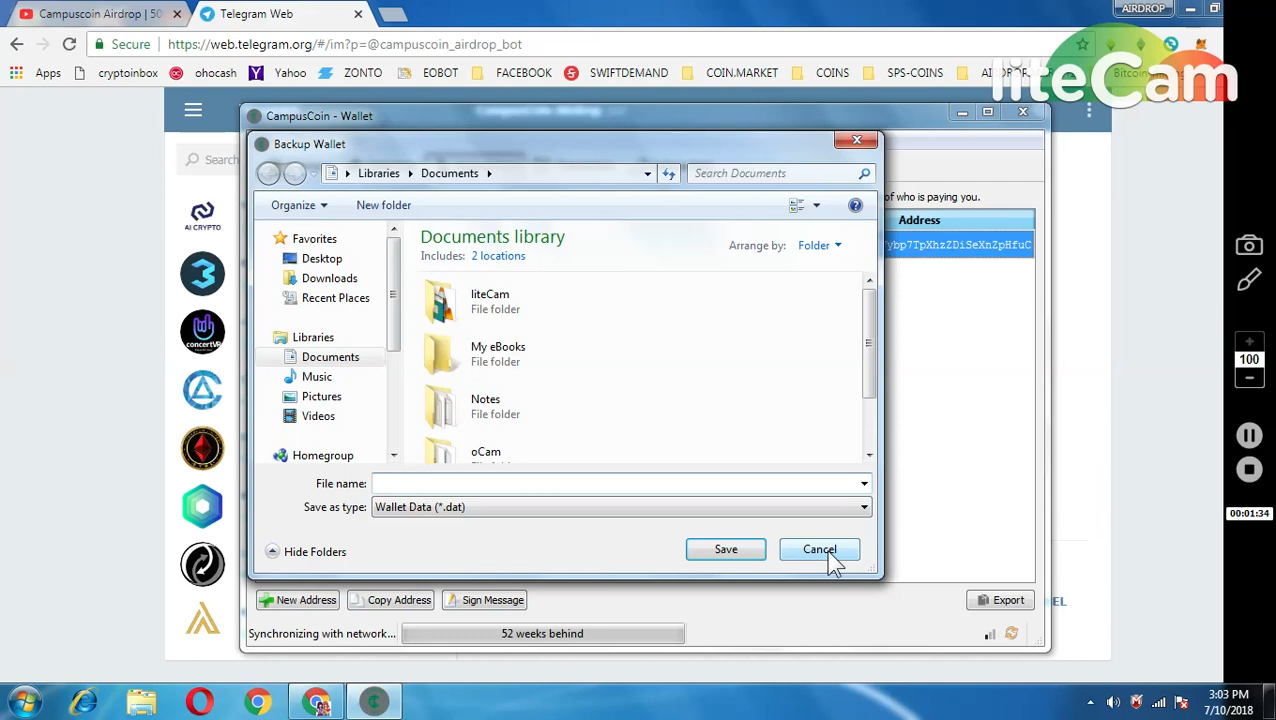 Campuscoin Airdrop | 50
Telegram Web
AIRDROP
Secure
https://web.telegram.org/#/im?p=@campuscoin_airdrop_bot
Apps
cryptoinbox
ohocash
Yahoo
EOBOT
FACEBOOK
SWIFTDEMAND
COIN.MARKET
COINS
SPS-COINS
liteCam
CampusCoin - Wallet
Backup Wallet
Search
Libraries
Documents
Search Documents
of who is paying you.
Organize
New folder
Address
ybp7TpXhzZDiSeXnZpHfuC
Favorites
Desktop
Downloads
Recent Places
Libraries
Documents
Music
Pictures
Videos
Homegroup
Documents library
Includes: 2 locations
Arrange by: Folder
liteCam
File folder
My eBooks
File folder
Notes
File folder
oCam
AI CRYPTO
concertVR
File name:
Save as type: Wallet Data (*.dat)
Hide Folders
Save
Cancel
New Address
Copy Address
Sign Message
Export
EL
Synchronizing with network...
52 weeks behind
100
00:01:34
3:03 PM
7/10/2018